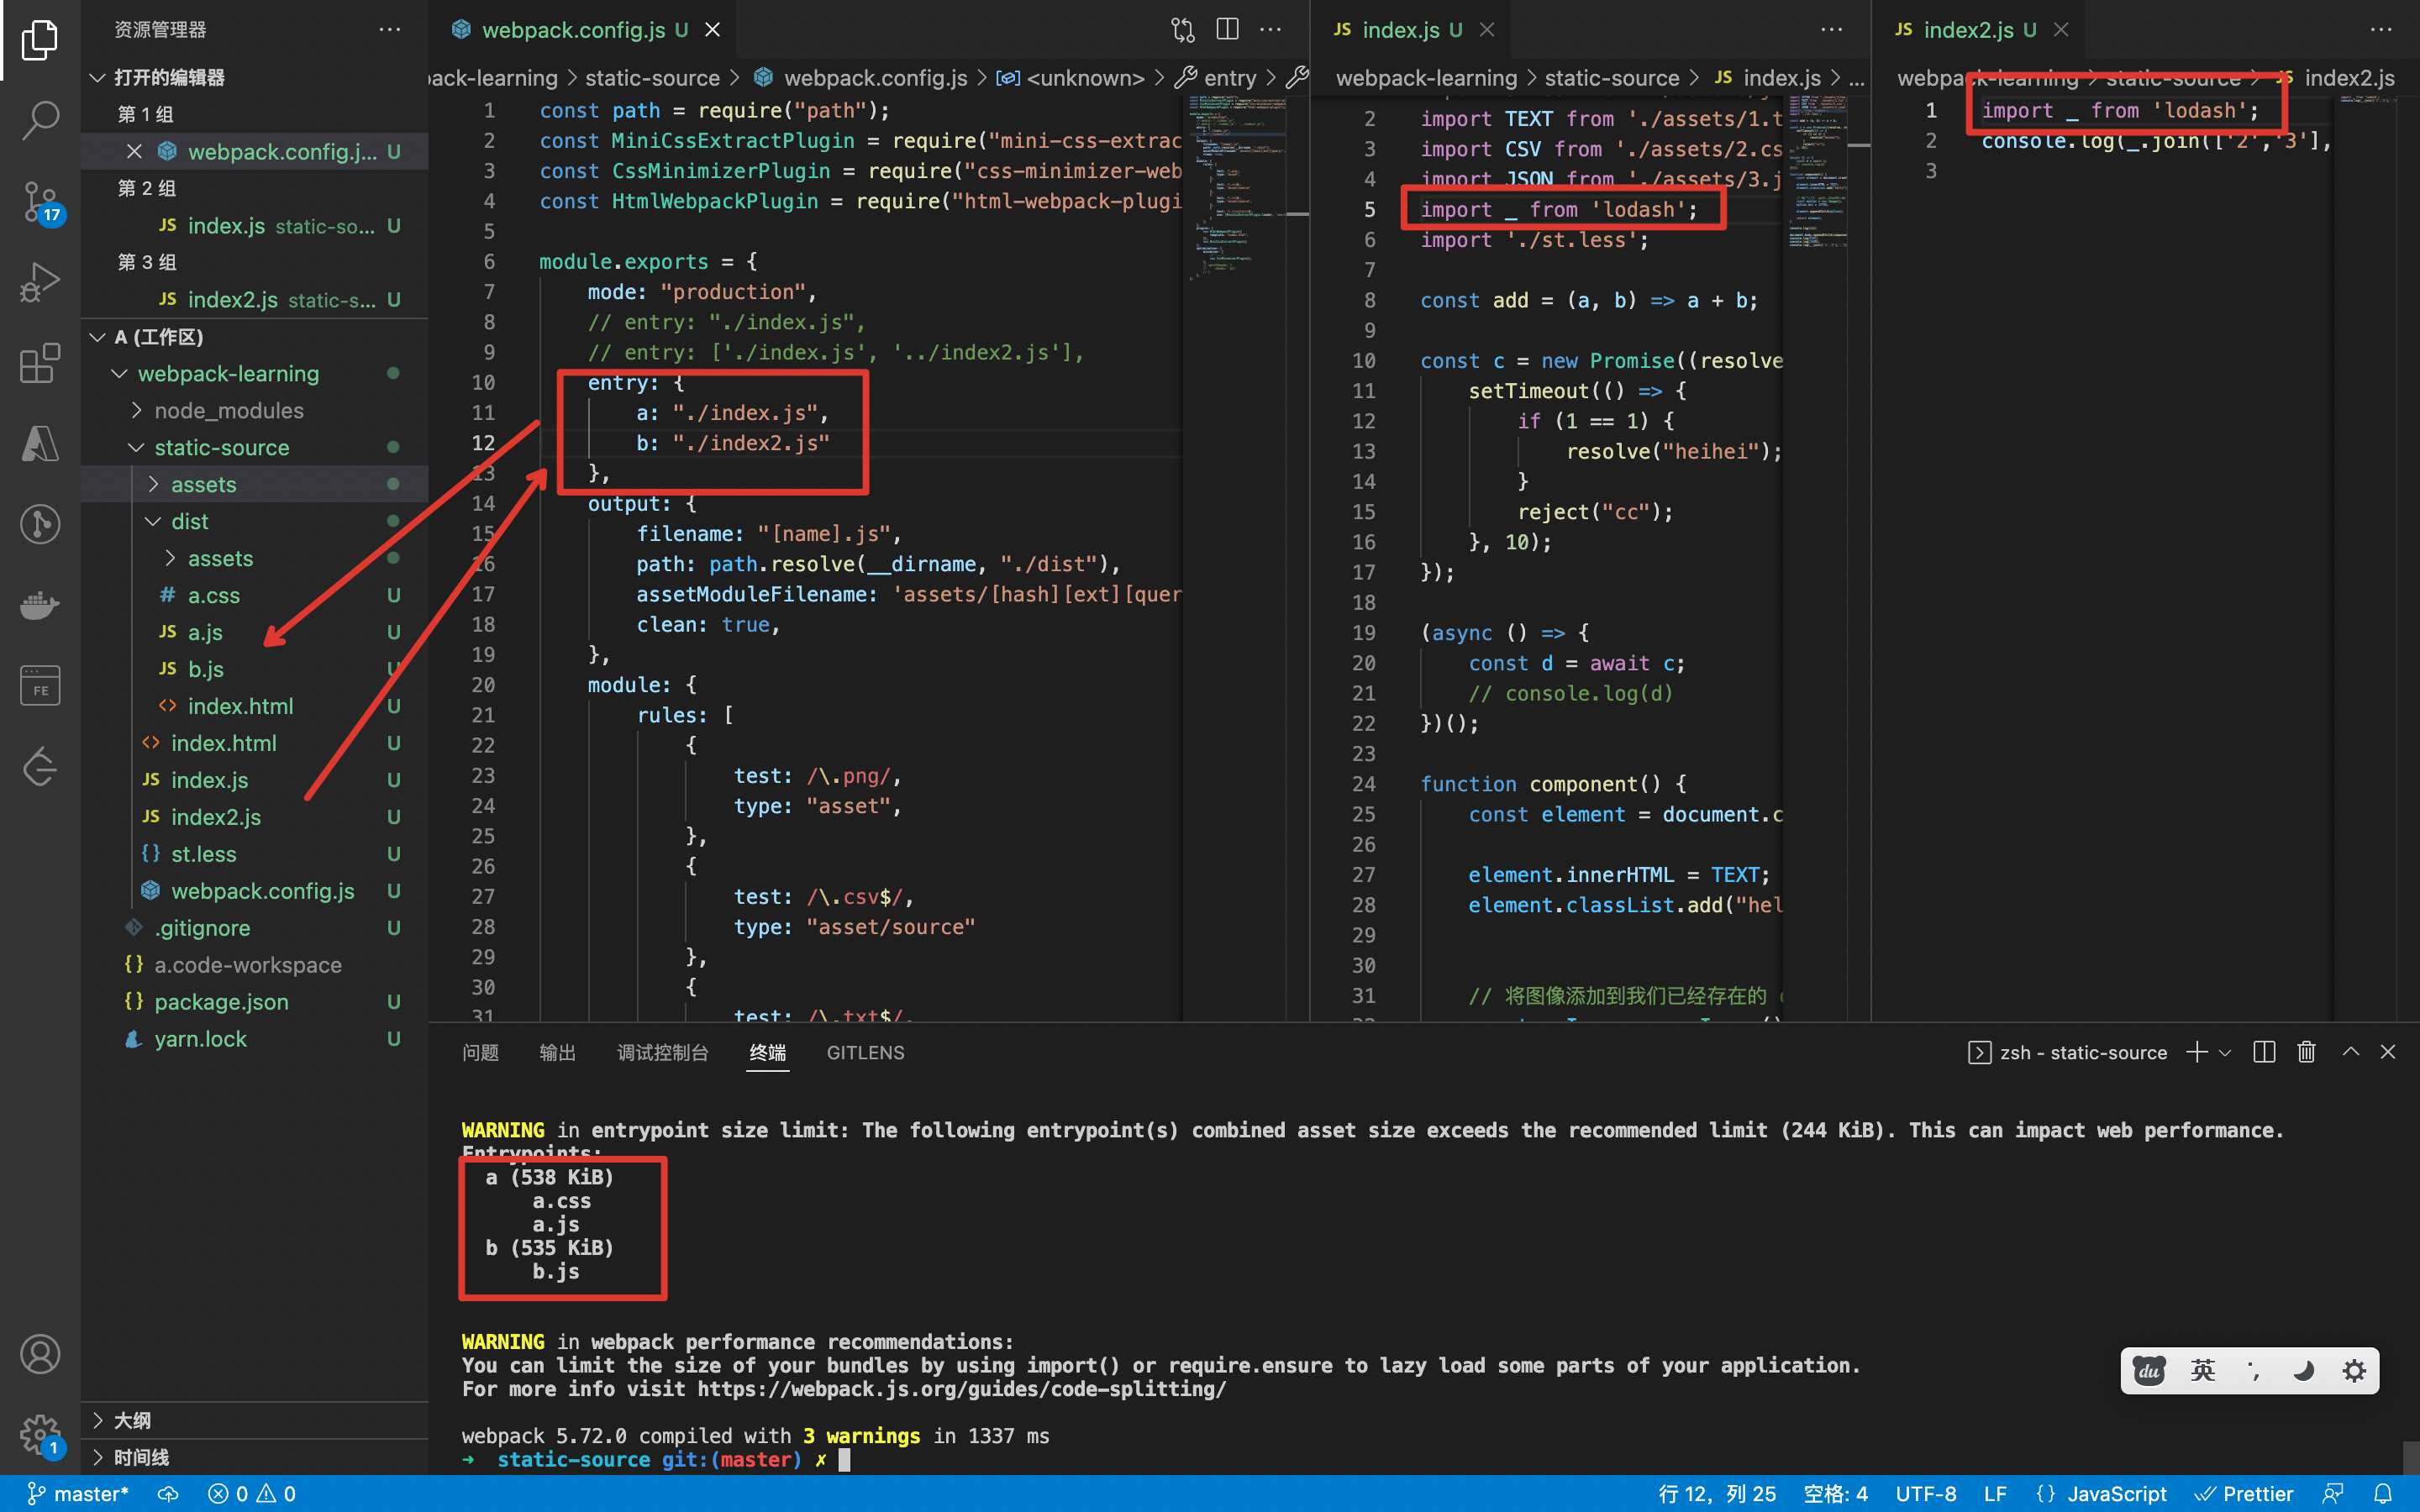 资源管理器
打开的编辑器
第 1 组
webpack.config.j... U
第 2 组
JS index.js static-so... U
第 3 组
JS index2.js static-s... U
A (工作区)
webpack-learning
node_modules
static-source
assets
dist
assets
# a.css U
JS a.js U
JS b.js U
<> index.html U
<> index.html U
JS index.js U
JS index2.js U
{} st.less U
webpack.config.js U
.gitignore U
{} a.code-workspace
{} package.json U
yarn.lock U
大纲
时间线
17
FE
1
webpack.config.js U
pack-learning > static-source > webpack.config.js > <unknown> > entry >
1 const path = require("path");
2 const MiniCssExtractPlugin = require("mini-css-extrac
3 const CssMinimizerPlugin = require("css-minimizer-web
4 const HtmlWebpackPlugin = require("html-webpack-plugi
5
6 module.exports = {
7 mode: "production",
8 // entry: "./index.js",
9 // entry: ['./index.js', '../index2.js'],
10 entry: {
11 a: "./index.js",
12 b: "./index2.js"
13 },
14 output: {
15 filename: "[name].js",
16 path: path.resolve(__dirname, "./dist"),
17 assetModuleFilename: 'assets/[hash][ext][quer
18 clean: true,
19 },
20 module: {
21 rules: [
22 {
23 test: /\.png/,
24 type: "asset",
25 },
26 {
27 test: /\.csv$/,
28 type: "asset/source"
29 },
30 {
31 test: /\.txt$/,
JS index.js U
webpack-learning > static-source > JS index.js > ...
2 import TEXT from './assets/1.t
3 import CSV from './assets/2.cs
4 import JSON from './assets/3.j
5 import _ from 'lodash';
6 import './st.less';
7
8 const add = (a, b) => a + b;
9
10 const c = new Promise((resolve
11 setTimeout(() => {
12 if (1 == 1) {
13 resolve("heihei");
14 }
15 reject("cc");
16 }, 10);
17 });
18
19 (async () => {
20 const d = await c;
21 // console.log(d)
22 })();
23
24 function component() {
25 const element = document.c
26
27 element.innerHTML = TEXT;
28 element.classList.add("hel
29
30
31 // 将图像添加到我们已经存在的
JS index2.js U
webpack-learning > static-source > JS index2.js
1 import _ from 'lodash';
2 console.log(_.join(['2','3'],
3
问题 输出 调试控制台 终端 GITLENS
zsh - static-source
WARNING in entrypoint size limit: The following entrypoint(s) combined asset size exceeds the recommended limit (244 KiB). This can impact web performance.
Entrypoints:
a (538 KiB)
a.css
a.js
b (535 KiB)
b.js
WARNING in webpack performance recommendations:
You can limit the size of your bundles by using import() or require.ensure to lazy load some parts of your application.
For more info visit https://webpack.js.org/guides/code-splitting/
webpack 5.72.0 compiled with 3 warnings in 1337 ms
→ static-source git:(master) ✗
du 英
master* 0 0
行 12，列 25 空格: 4 UTF-8 LF {} JavaScript Prettier